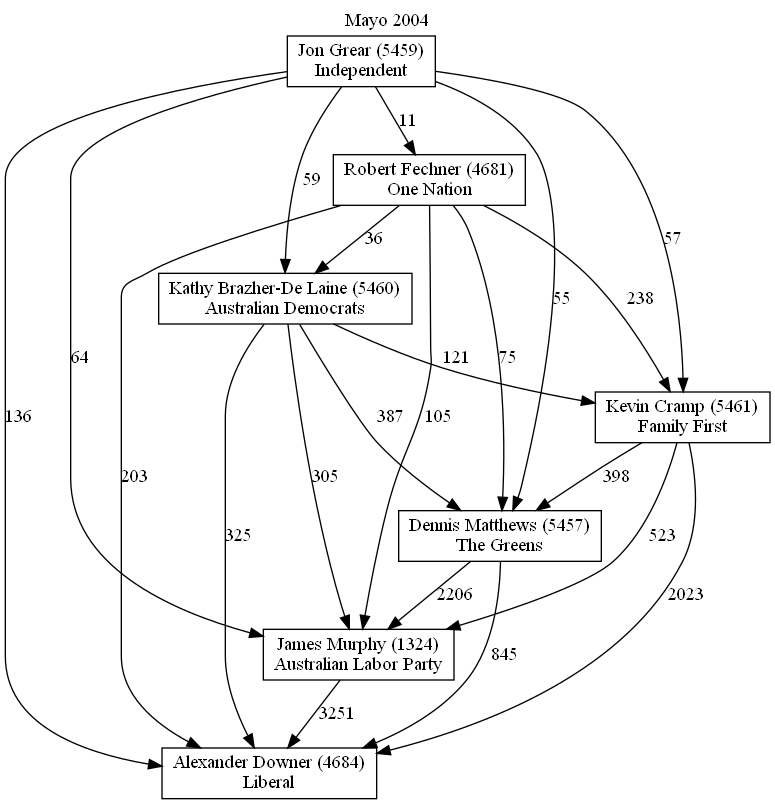 Mayo 2004
Jon Grear (5459)
Independent
11
Robert Fechner (4681)
One Nation
59
36
57
Kathy Brazher-De Laine (5460)
Australian Democrats
55
238
64
75
121
136
105
387
Kevin Cramp (5461)
Family First
203
305
398
325
Dennis Matthews (5457)
The Greens
523
2206
2023
James Murphy (1324)
Australian Labor Party
845
3251
Alexander Downer (4684)
Liberal